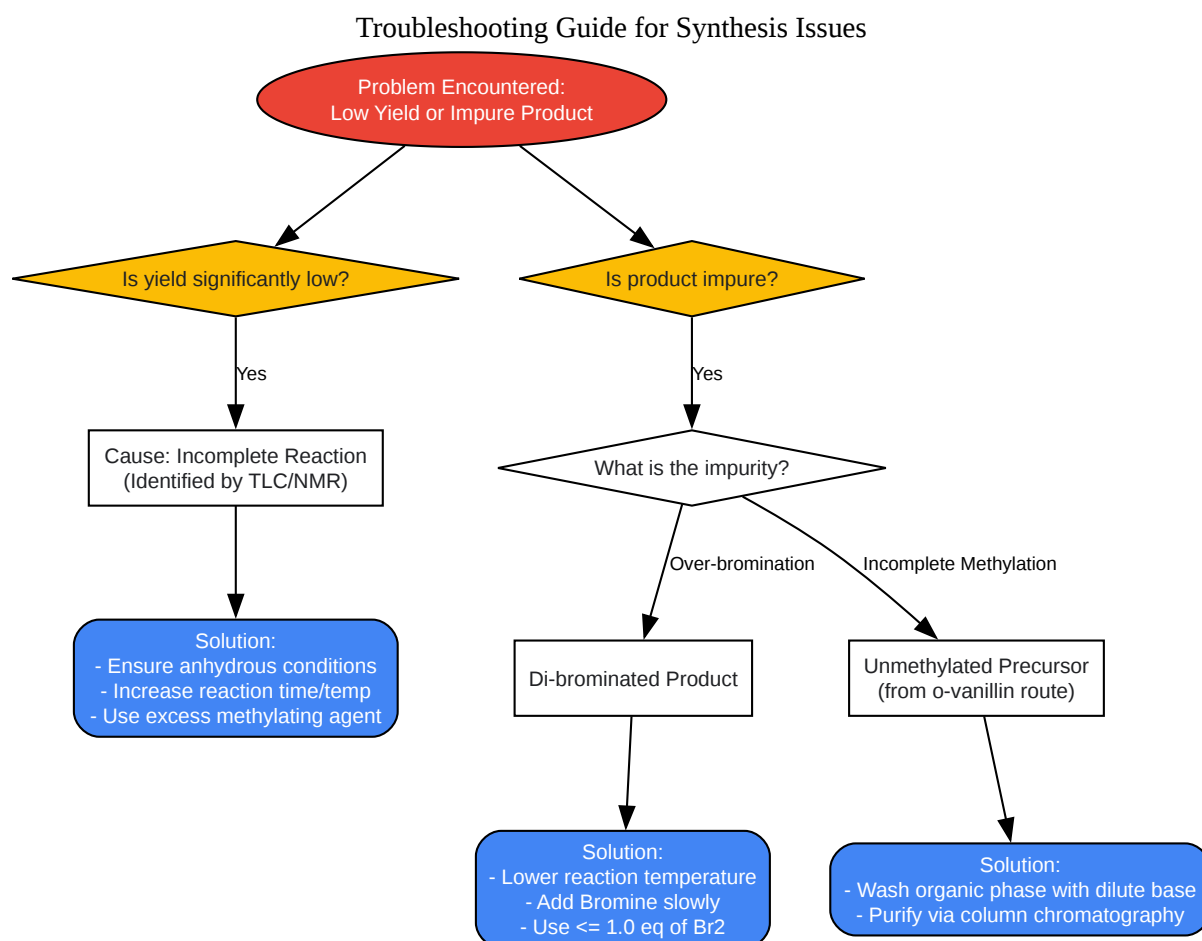 Troubleshooting Guide for Synthesis Issues
Problem Encountered:
Low Yield or Impure Product
Is yield significantly low?
Is product impure?
Yes
Yes
Cause: Incomplete Reaction
(Identified by TLC/NMR)
What is the impurity?
Over-bromination
Incomplete Methylation
Solution:
- Ensure anhydrous conditions
- Increase reaction time/temp
- Use excess methylating agent
Di-brominated Product
Unmethylated Precursor
(from o-vanillin route)
Solution:
- Lower reaction temperature
- Add Bromine slowly
- Use <= 1.0 eq of Br2
Solution:
- Wash organic phase with dilute base
- Purify via column chromatography